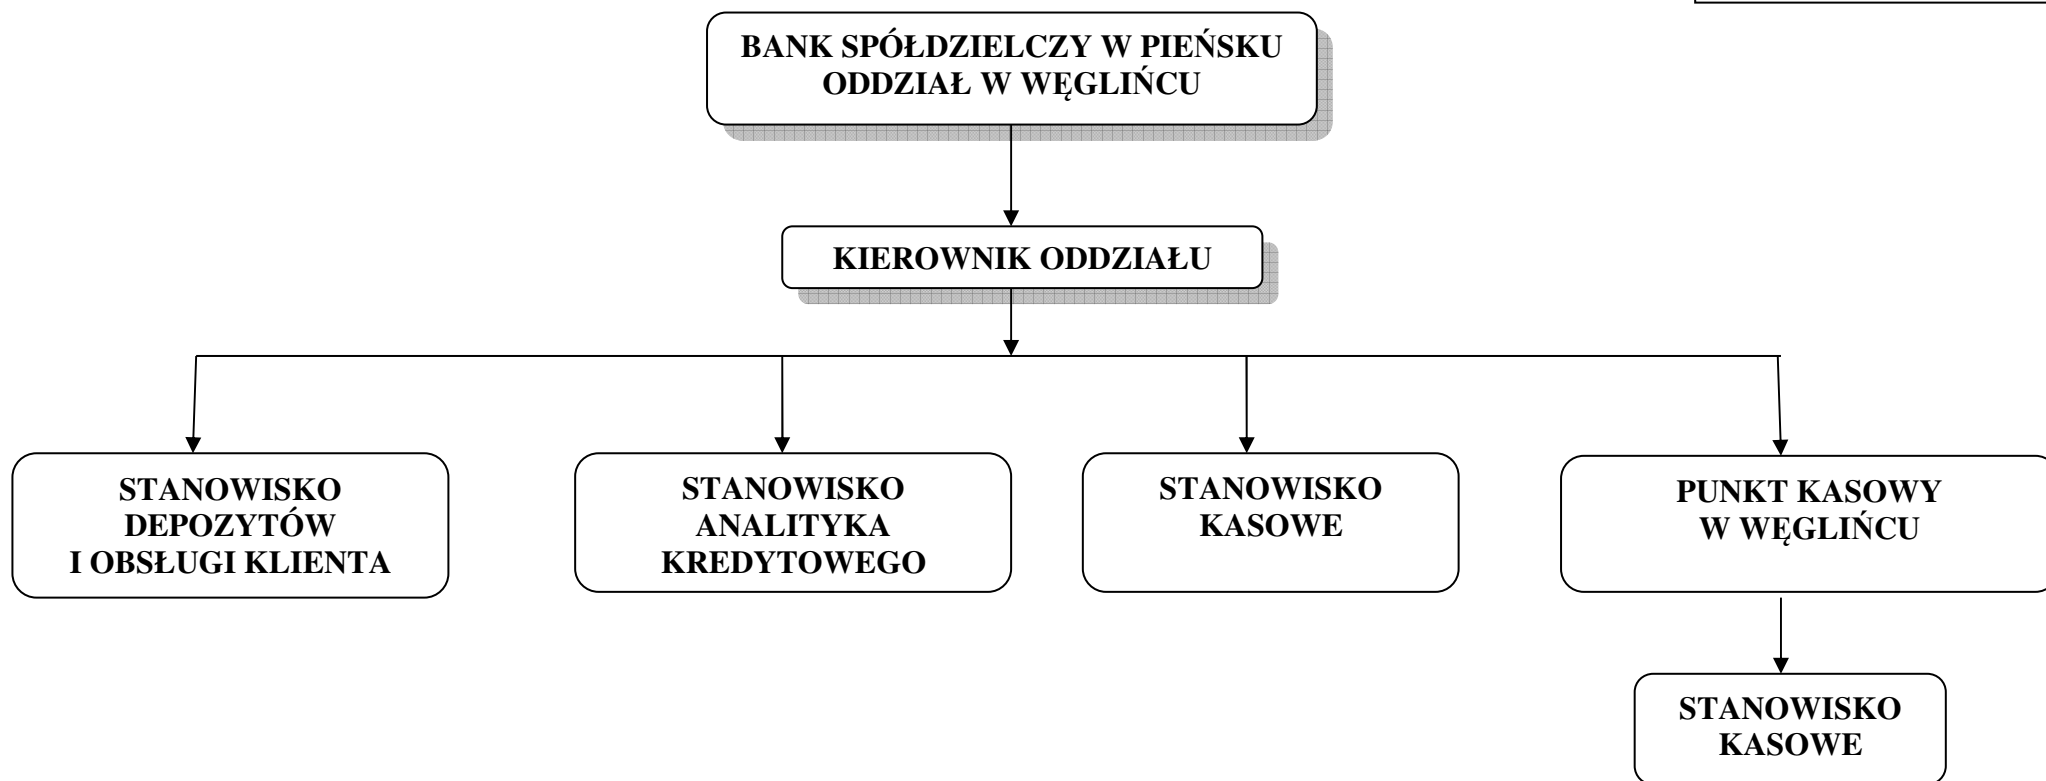 BANK SPÓŁDZIELCZY W PIEŃSKU
ODDZIAŁ W WĘGLIŃCU
KIEROWNIK ODDZIAŁU
STANOWISKO
DEPOZYTÓW
I OBSŁUGI KLIENTA
STANOWISKO
ANALITYKA
KREDYTOWEGO
STANOWISKO
KASOWE
PUNKT KASOWY
W WĘGLIŃCU
STANOWISKO
KASOWE